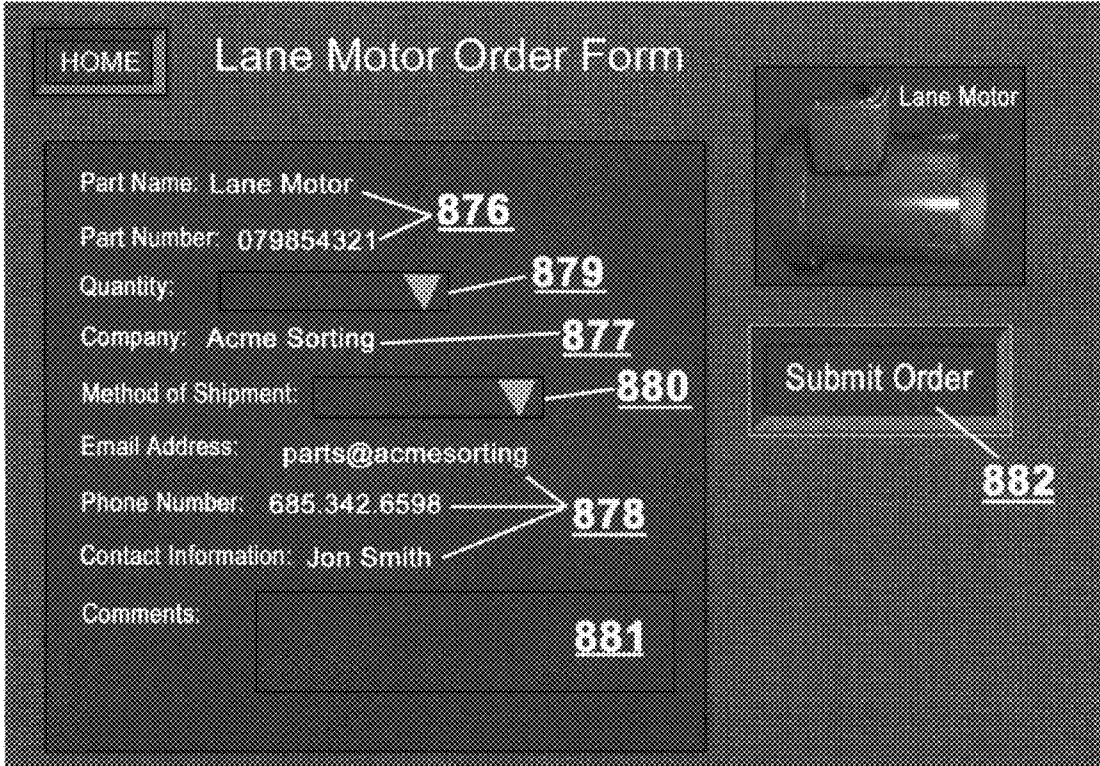 HOME
Lane Motor Order Form
Lane Motor
Part Name: Lane Motor
876
Part Number: 079854321
Quantity:
879
Company: Acme Sorting
877
Method of Shipment:
880
Submit Order
Email Address: parts@acmesorting
882
Phone Number: 685.342.6598
878
Contact Information: Jon Smith
Comments:
881